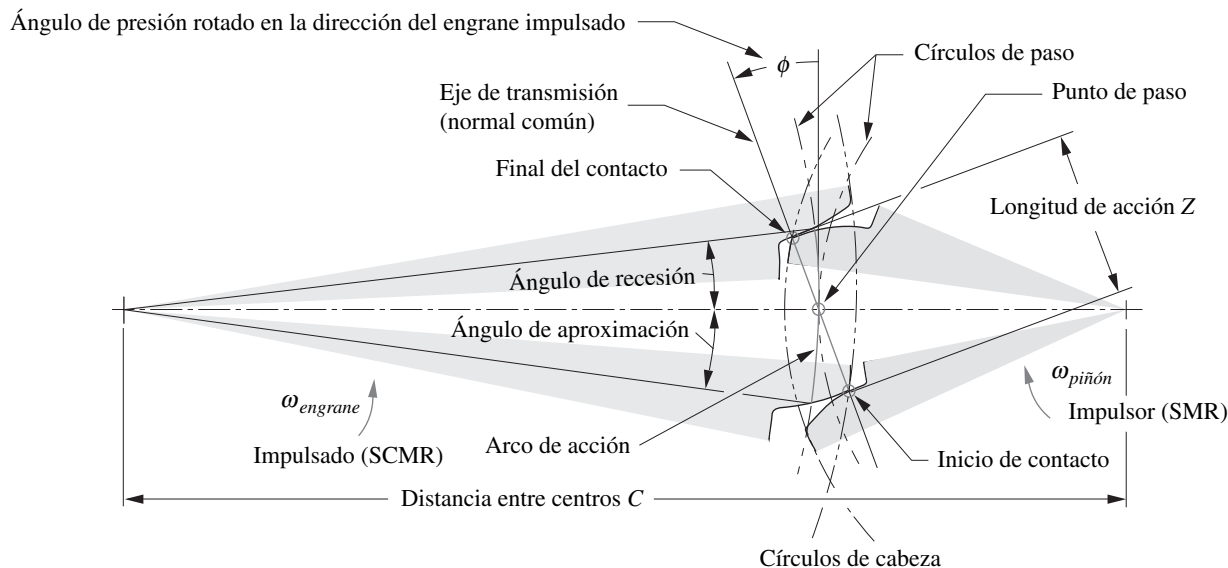 Ángulo de presión rotado en la dirección del engrane impulsado
ϕ
Círculos de paso
Eje de transmisión
(normal común)
Punto de paso
Final del contacto
Longitud de acción Z
Ángulo de recesión
Ángulo de aproximación
ω engrane
Impulsado (SCMR)
ω piñón
Impulsor (SMR)
Arco de acción
Inicio de contacto
Distancia entre centros C
Círculos de cabeza